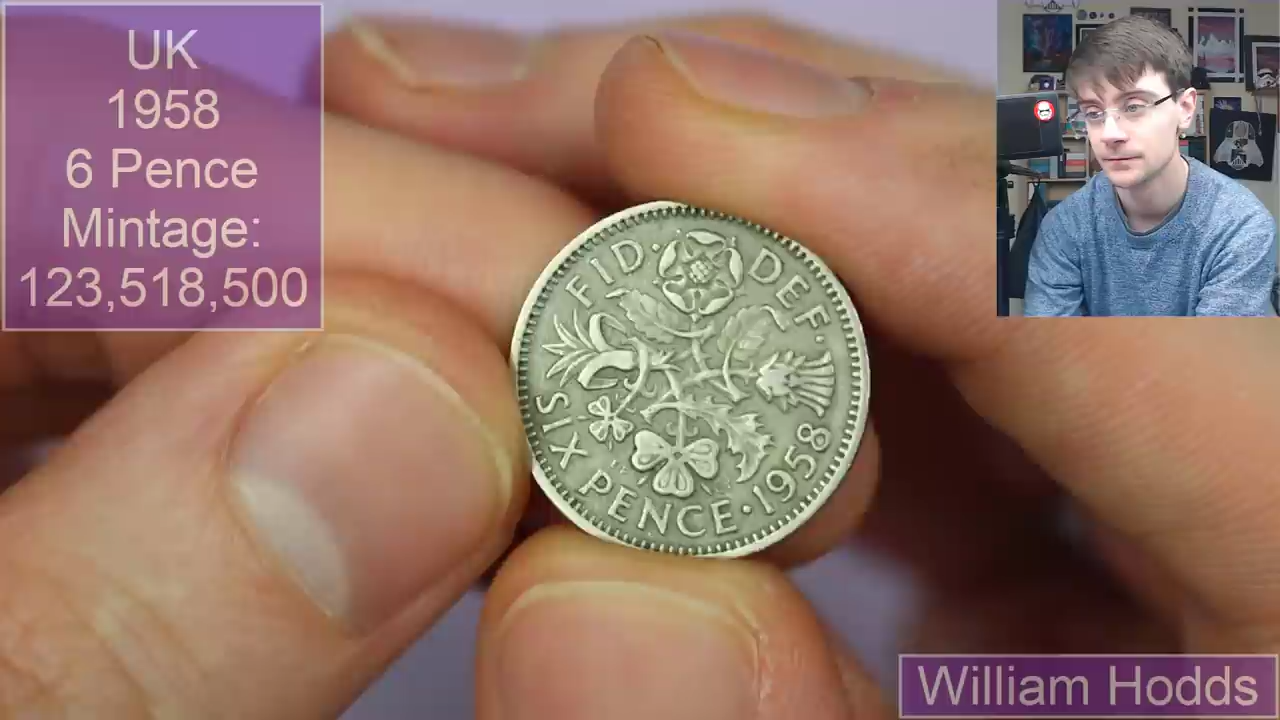 UK
1958
6 Pence
Mintage:
123,518,500
FID · DEF ·
SIX PENCE · 1958
William Hodds